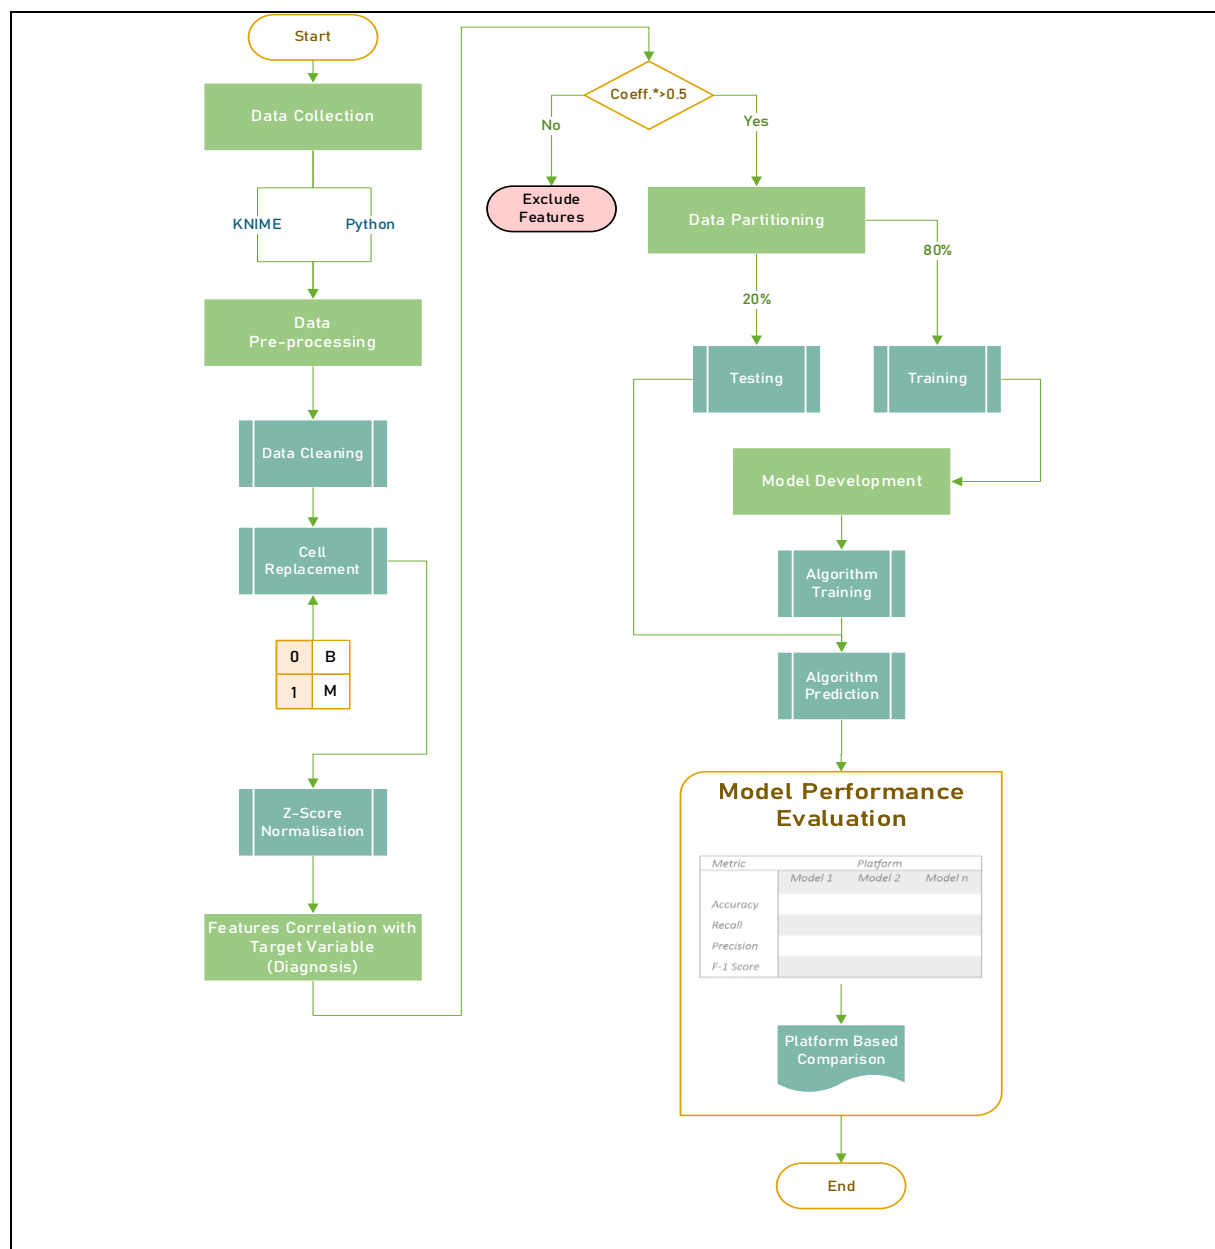 Start
Data Collection
KNIME
Python
Data
Pre-processing
Data Cleaning
Cell
Replacement
0 B
1 M
Z-Score
Normalisation
Features Correlation with
Target Variable
(Diagnosis)
Coeff.*>0.5
No
Yes
Exclude
Features
Data Partitioning
80%
20%
Testing
Training
Model Development
Algorithm
Training
Algorithm
Prediction
Model Performance
Evaluation
Metric Platform
Model 1 Model 2 Model n
Accuracy
Recall
Precision
F-1 Score
Platform Based
Comparison
End